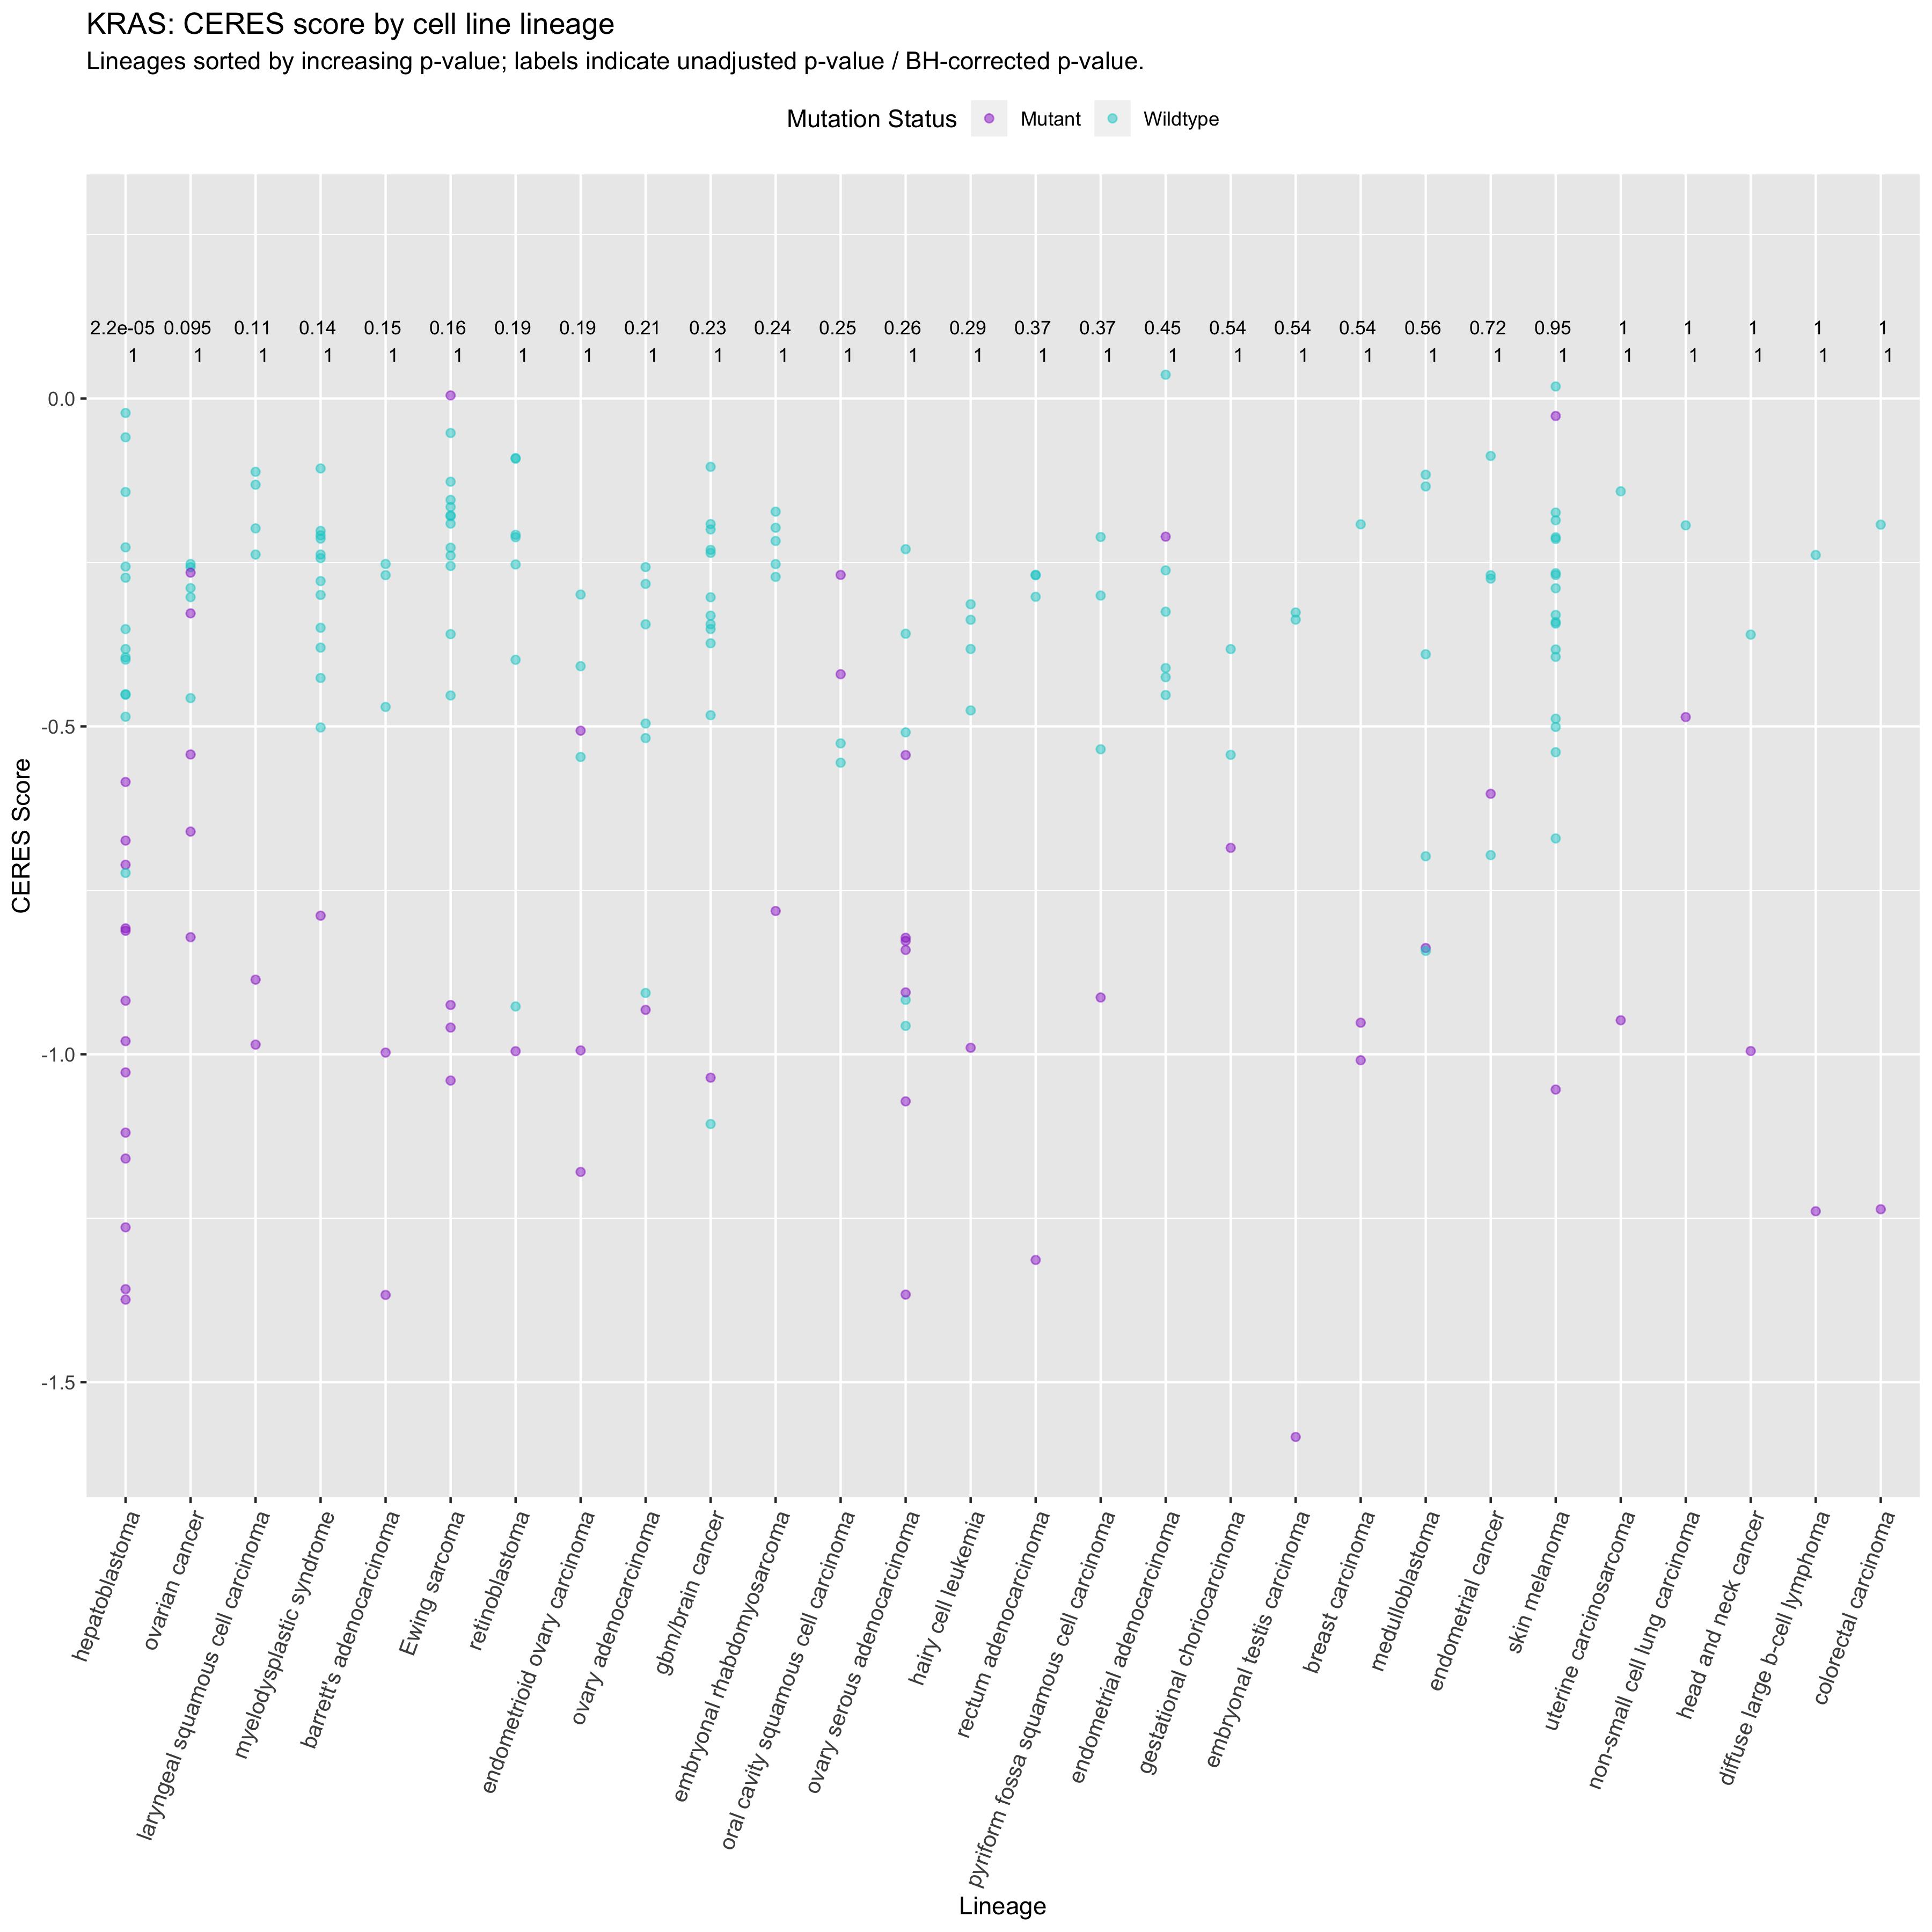 KRAS: CERES score by cell line lineage
Lineages sorted by increasing p-value; labels indicate unadjusted p-value / BH-corrected p-value.
Mutation Status Mutant Wildtype
2.2e-05 0.095 0.11 0.14 0.15 0.16 0.19 0.19 0.21 0.23 0.24 0.25 0.26 0.29 0.37 0.37 0.45 0.54 0.54 0.54 0.56 0.72 0.95 1 1 1 1 1
1 1 1 1 1 1 1 1 1 1 1 1 1 1 1 1 1 1 1 1 1 1 1 1 1 1 1 1
0.0
-0.5
-1.0
-1.5
CERES Score
hepatoblastoma
ovarian cancer
laryngeal squamous cell carcinoma
myelodysplastic syndrome
barrett's adenocarcinoma
Ewing sarcoma
retinoblastoma
endometrioid ovary carcinoma
ovary adenocarcinoma
gbm/brain cancer
embryonal rhabdomyosarcoma
oral cavity squamous cell carcinoma
ovary serous adenocarcinoma
hairy cell leukemia
rectum adenocarcinoma
pyriform fossa squamous cell carcinoma
endometrial adenocarcinoma
gestational choriocarcinoma
embryonal testis carcinoma
breast carcinoma
medulloblastoma
endometrial cancer
skin melanoma
uterine carcinosarcoma
non-small cell lung carcinoma
head and neck cancer
diffuse large b-cell lymphoma
colorectal carcinoma
Lineage